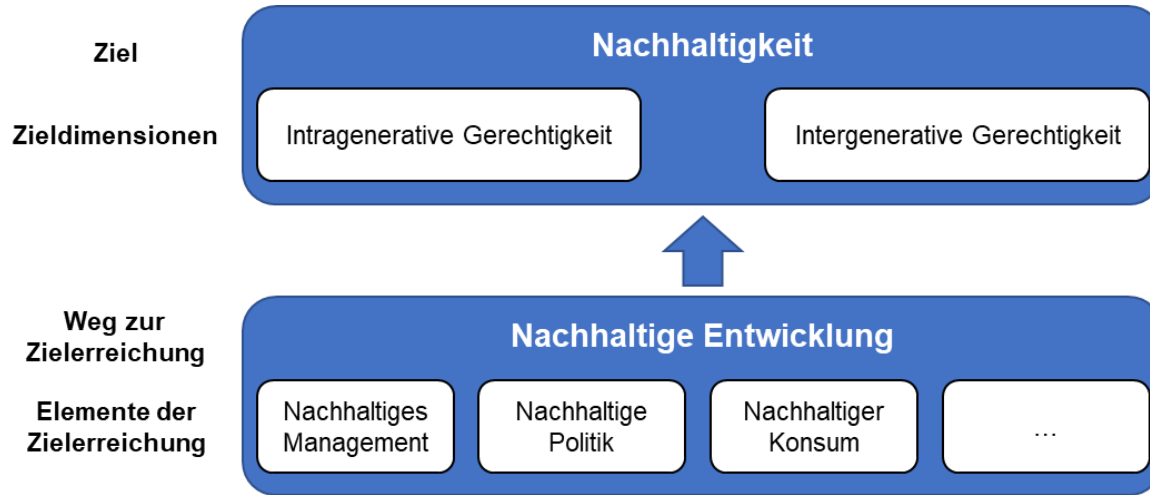 Ziel
Nachhaltigkeit
Zieldimensionen
Intragenerative Gerechtigkeit
Intergenerative Gerechtigkeit
Weg zur
Zielerreichung
Nachhaltige Entwicklung
Elemente der
Zielerreichung
Nachhaltiges
Management
Nachhaltige
Politik
Nachhaltiger
Konsum
...